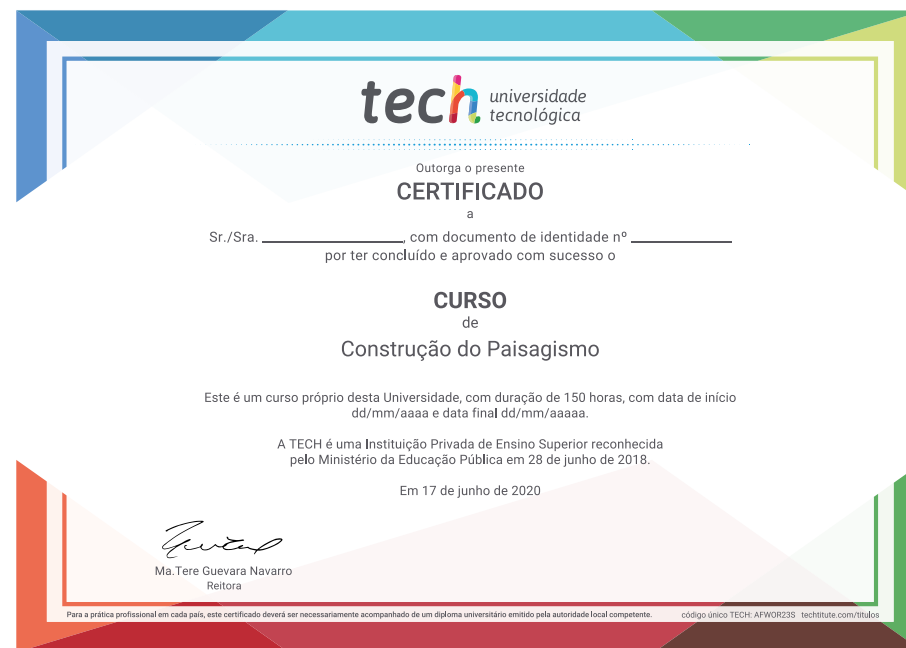 tech universidade
tecnológica
Outorga o presente
CERTIFICADO
a
Sr./Sra. ____________, com documento de identidade nº ____________
por ter concluído e aprovado com sucesso o
CURSO
de
Construção do Paisagismo
Este é um curso próprio desta Universidade, com duração de 150 horas, com data de início
dd/mm/aaaa e data final dd/mm/aaaaa.
A TECH é uma Instituição Privada de Ensino Superior reconhecida
pelo Ministério da Educação Pública em 28 de junho de 2018.
Em 17 de junho de 2020
Ma.Tere Guevara Navarro
Reitora
Para a prática profissional em cada país, este certificado deverá ser necessariamente acompanhado de um diploma universitário emitido pela autoridade local competente. código único TECH: AFWOR23S techtitute.com/titulos